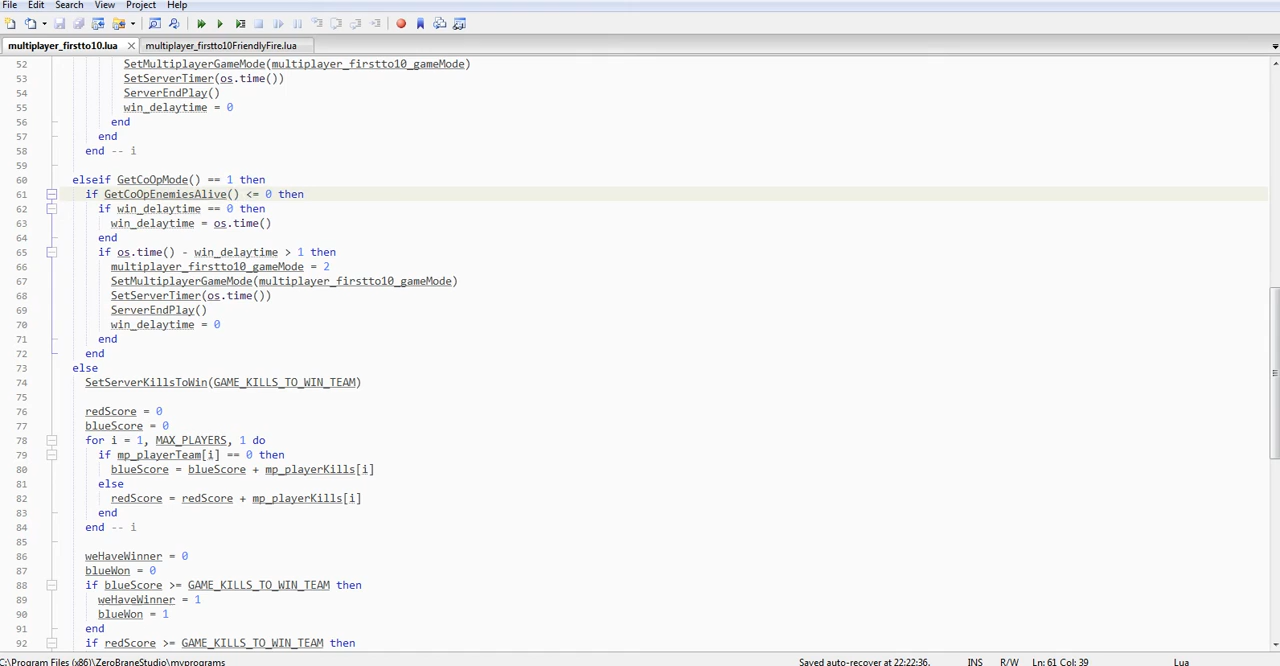 File Edit Search View Project Help
multiplayer_firstto10.lua multiplayer_firstto10FriendlyFire.lua
52 SetMultiplayerGameMode(multiplayer_firstto10_gameMode)
53 SetServerTimer(os.time())
54 ServerEndPlay()
55 win_delaytime = 0
56 end
57 end
58 end -- i
59
60 elseif GetCoOpMode() == 1 then
61 if GetCoOpEnemiesAlive() <= 0 then
62 if win_delaytime == 0 then
63 win_delaytime = os.time()
64 end
65 if os.time() - win_delaytime > 1 then
66 multiplayer_firstto10_gameMode = 2
67 SetMultiplayerGameMode(multiplayer_firstto10_gameMode)
68 SetServerTimer(os.time())
69 ServerEndPlay()
70 win_delaytime = 0
71 end
72 end
73 else
74 SetServerKillsToWin(GAME_KILLS_TO_WIN_TEAM)
75
76 redScore = 0
77 blueScore = 0
78 for i = 1, MAX_PLAYERS, 1 do
79 if mp_playerTeam[i] == 0 then
80 blueScore = blueScore + mp_playerKills[i]
81 else
82 redScore = redScore + mp_playerKills[i]
83 end
84 end -- i
85
86 weHaveWinner = 0
87 blueWon = 0
88 if blueScore >= GAME_KILLS_TO_WIN_TEAM then
89 weHaveWinner = 1
90 blueWon = 1
91 end
92 if redScore >= GAME_KILLS_TO_WIN_TEAM then
C:\Program Files (x86)\ZeroBraneStudio\myprograms Saved auto-recover at 22:22:36. INS R/W Ln: 61 Col: 39 Lua